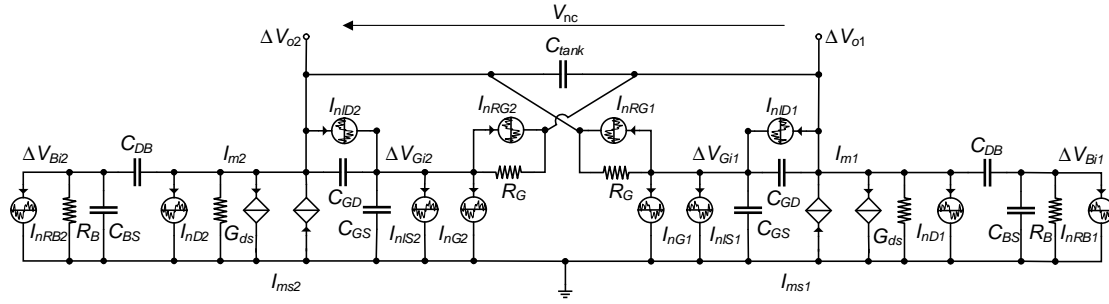 V_nc
ΔV_o2
C_tank
ΔV_o1
I_nID2
I_nRG2
I_nRG1
I_nID1
ΔV_Bi2
C_DB
I_m2
ΔV_Gi2
ΔV_Gi1
I_m1
C_DB
ΔV_Bi1
C_GD
R_G
R_G
C_GD
I_nRB2
R_B
C_BS
I_nD2
G_ds
C_GS
I_nIS2
I_nG2
I_nG1
I_nIS1
C_GS
G_ds
I_nD1
C_BS
R_B
I_nRB1
I_ms2
I_ms1